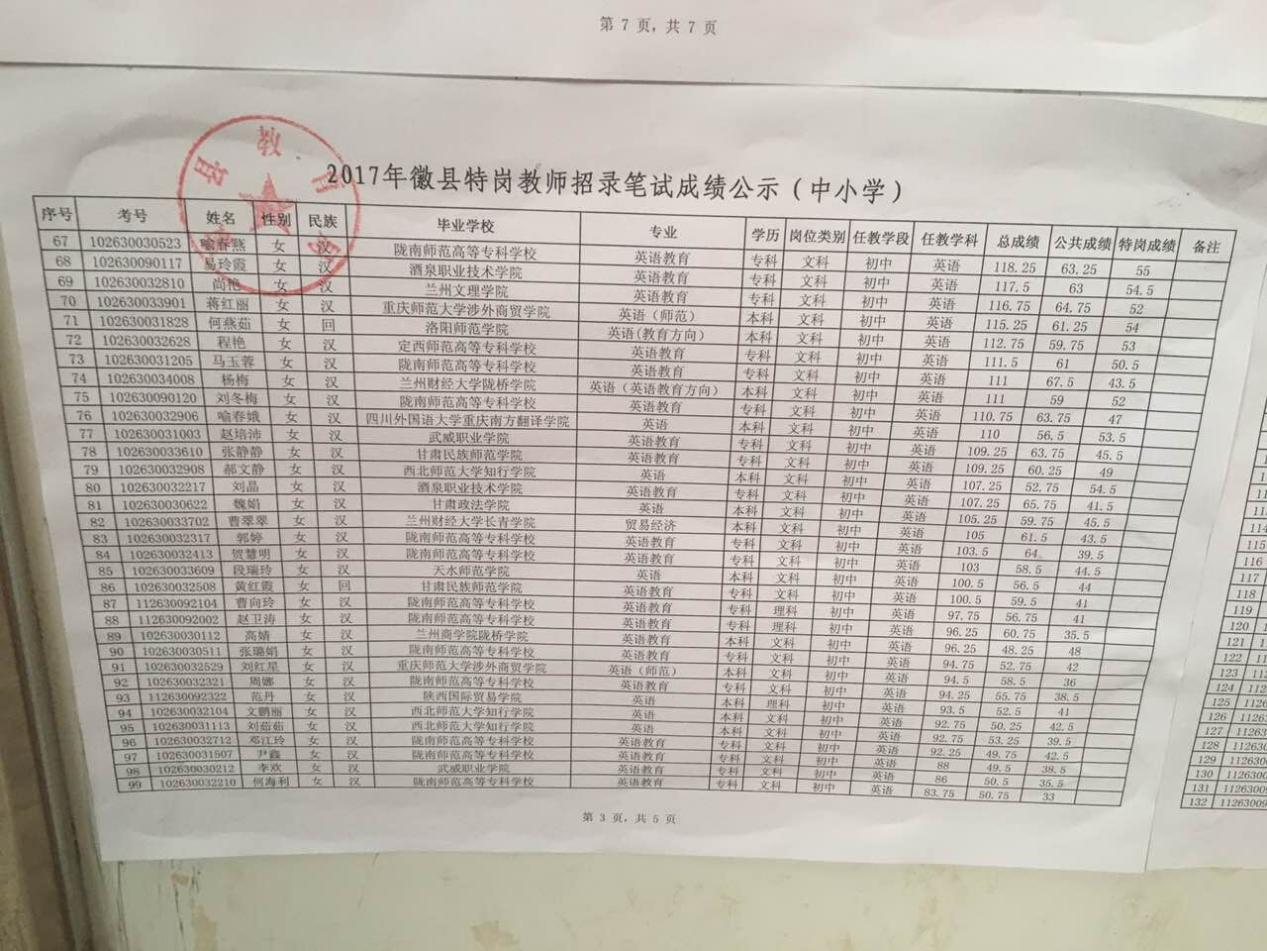 第 7 页，共 7 页
县 教 育 局
2017年徽县特岗教师招录笔试成绩公示（中小学）
序号 考号 姓名 性别 民族 毕业学校 专业 学历 岗位类别 任教学段 任教学科 总成绩 公共成绩 特岗成绩 备注
67 102630030523 喻春燕 女 汉 陇南师范高等专科学校 英语教育 专科 文科 初中 英语 118.25 63.25 55
68 102630090117 易玲霞 女 汉 酒泉职业技术学院 英语教育 专科 文科 初中 英语 117.5 63 54.5
69 102630032810 尚艳 女 汉 兰州文理学院 英语教育 专科 文科 初中 英语 116.75 64.75 52
70 102630033901 蒋红丽 女 汉 重庆师范大学涉外商贸学院 英语（师范） 本科 文科 初中 英语 115.25 61.25 54
71 102630031828 何燕茹 女 回 洛阳师范学院 英语(教育方向) 本科 文科 初中 英语 112.75 59.75 53
72 102630032628 程艳 女 汉 定西师范高等专科学校 英语教育 专科 文科 初中 英语 111.5 61 50.5
73 102630031205 马玉蓉 女 汉 陇南师范高等专科学校 英语教育 专科 文科 初中 英语 111 67.5 43.5
74 102630034008 杨梅 女 汉 兰州财经大学陇桥学院 英语（英语教育方向） 本科 文科 初中 英语 111 59 52
75 102630090120 刘冬梅 女 汉 陇南师范高等专科学校 英语教育 专科 文科 初中 英语 110.75 63.75 47
76 102630032906 喻春娥 女 汉 四川外国语大学重庆南方翻译学院 英语 本科 文科 初中 英语 110 56.5 53.5
77 102630031003 赵培沛 女 汉 武威职业学院 英语教育 专科 文科 初中 英语 109.25 63.75 45.5
78 102630033610 张静静 女 汉 甘肃民族师范学院 英语教育 专科 文科 初中 英语 109.25 60.25 49
79 102630032908 郝文静 女 汉 西北师范大学知行学院 英语 本科 文科 初中 英语 107.25 52.75 54.5
80 102630032217 刘晶 女 汉 酒泉职业技术学院 英语教育 专科 文科 初中 英语 107.25 65.75 41.5
81 102630030622 魏娟 女 汉 甘肃政法学院 英语 本科 文科 初中 英语 105.25 59.75 45.5
82 102630033702 曹翠翠 女 汉 兰州财经大学长青学院 贸易经济 本科 文科 初中 英语 105 61.5 43.5
83 102630032317 郭婷 女 汉 陇南师范高等专科学校 英语教育 专科 文科 初中 英语 103.5 64 39.5
84 102630032413 贺慧明 女 汉 陇南师范高等专科学校 英语教育 专科 文科 初中 英语 103 58.5 44.5
85 102630033609 段瑞玲 女 汉 天水师范学院 英语 本科 文科 初中 英语 100.5 56.5 44
86 102630032508 黄红霞 女 回 甘肃民族师范学院 英语教育 专科 文科 初中 英语 100.5 59.5 41
87 112630092104 曹向玲 女 汉 陇南师范高等专科学校 英语教育 专科 理科 初中 英语 97.75 56.75 41
88 112630092002 赵卫涛 女 汉 陇南师范高等专科学校 英语教育 专科 理科 初中 英语 96.25 60.75 35.5
89 102630030112 高婧 女 汉 兰州商学院陇桥学院 英语教育 本科 文科 初中 英语 96.25 48.25 48
90 102630030511 张璐娟 女 汉 陇南师范高等专科学校 英语教育 专科 文科 初中 英语 94.75 52.75 42
91 102630032529 刘红星 女 汉 重庆师范大学涉外商贸学院 英语（师范） 本科 文科 初中 英语 94.5 58.5 36
92 102630032321 周娜 女 汉 陇南师范高等专科学校 英语教育 专科 文科 初中 英语 94.25 55.75 38.5
93 112630092322 范丹 女 汉 陕西国际贸易学院 英语 本科 理科 初中 英语 93.5 52.5 41
94 102630032104 文鹏丽 女 汉 西北师范大学知行学院 英语 本科 文科 初中 英语 92.75 50.25 42.5
95 102630031113 刘茹茹 女 汉 西北师范大学知行学院 英语 本科 文科 初中 英语 92.75 53.25 39.5
96 102630032712 邓江玲 女 汉 陇南师范高等专科学校 英语教育 专科 文科 初中 英语 92.25 49.75 42.5
97 102630031507 尹鑫 女 汉 陇南师范高等专科学校 英语教育 专科 文科 初中 英语 88 49.5 38.5
98 102630030212 李欢 女 汉 武威职业学院 英语教育 专科 文科 初中 英语 86 50.5 35.5
99 102630032210 何海利 女 汉 陇南师范高等专科学校 英语教育 专科 文科 初中 英语 83.75 50.75 33
第 3 页，共 5 页
115
116
117
118
119
120
121
122
123
124
125
126
127
128
129
130
131
132